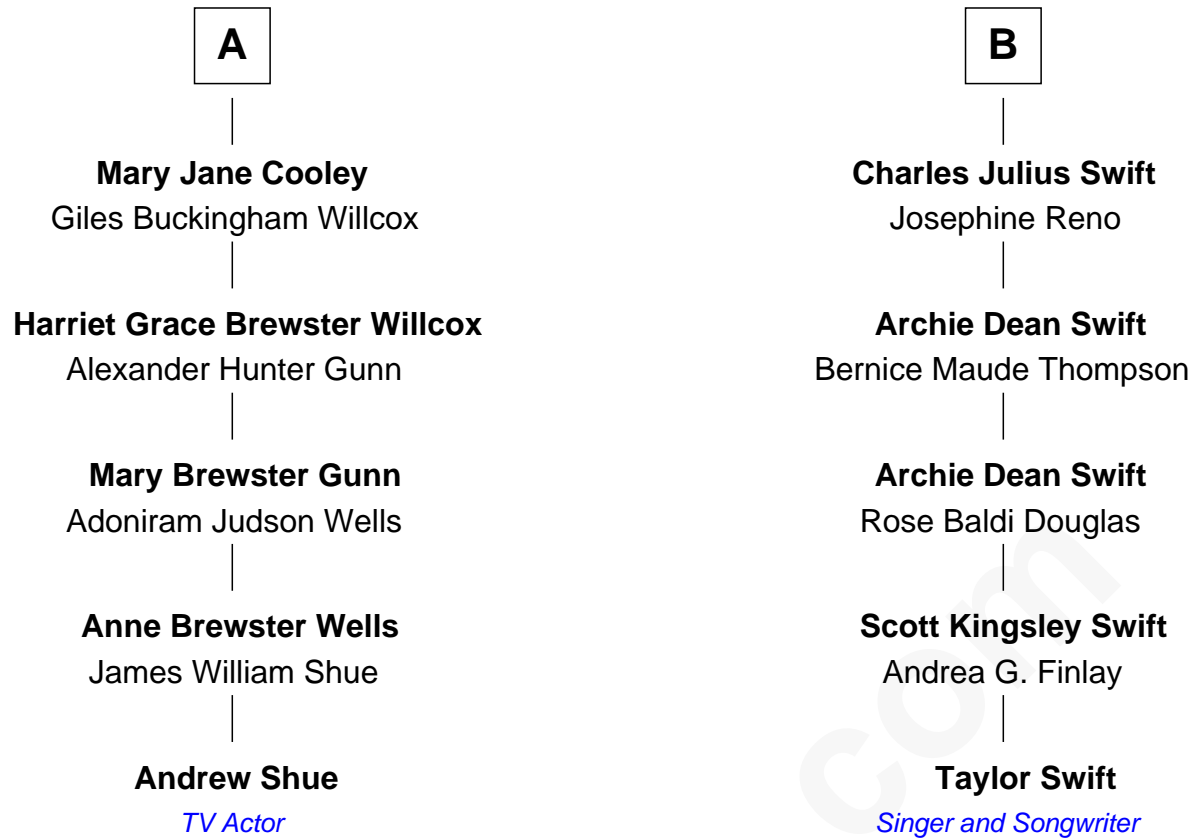 A
Mary Jane Cooley
Giles Buckingham Willcox
Harriet Grace Brewster Willcox
Alexander Hunter Gunn
Mary Brewster Gunn
Adoniram Judson Wells
Anne Brewster Wells
James William Shue
Andrew Shue
TV Actor
B
Charles Julius Swift
Josephine Reno
Archie Dean Swift
Bernice Maude Thompson
Archie Dean Swift
Rose Baldi Douglas
Scott Kingsley Swift
Andrea G. Finlay
Taylor Swift
Singer and Songwriter
com